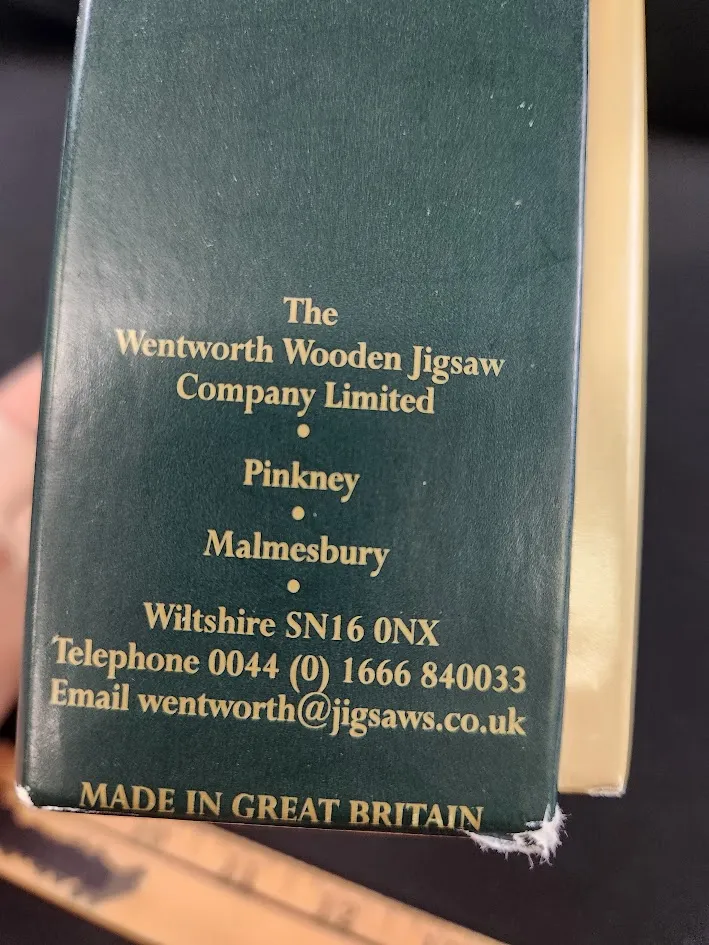 The
Wentworth Wooden Jigsaw
Company Limited
•
Pinkney
•
Malmesbury
•
Wiltshire SN16 0NX
Telephone 0044 (0) 1666 840033
Email wentworth@jigsaws.co.uk
MADE IN GREAT BRITAIN